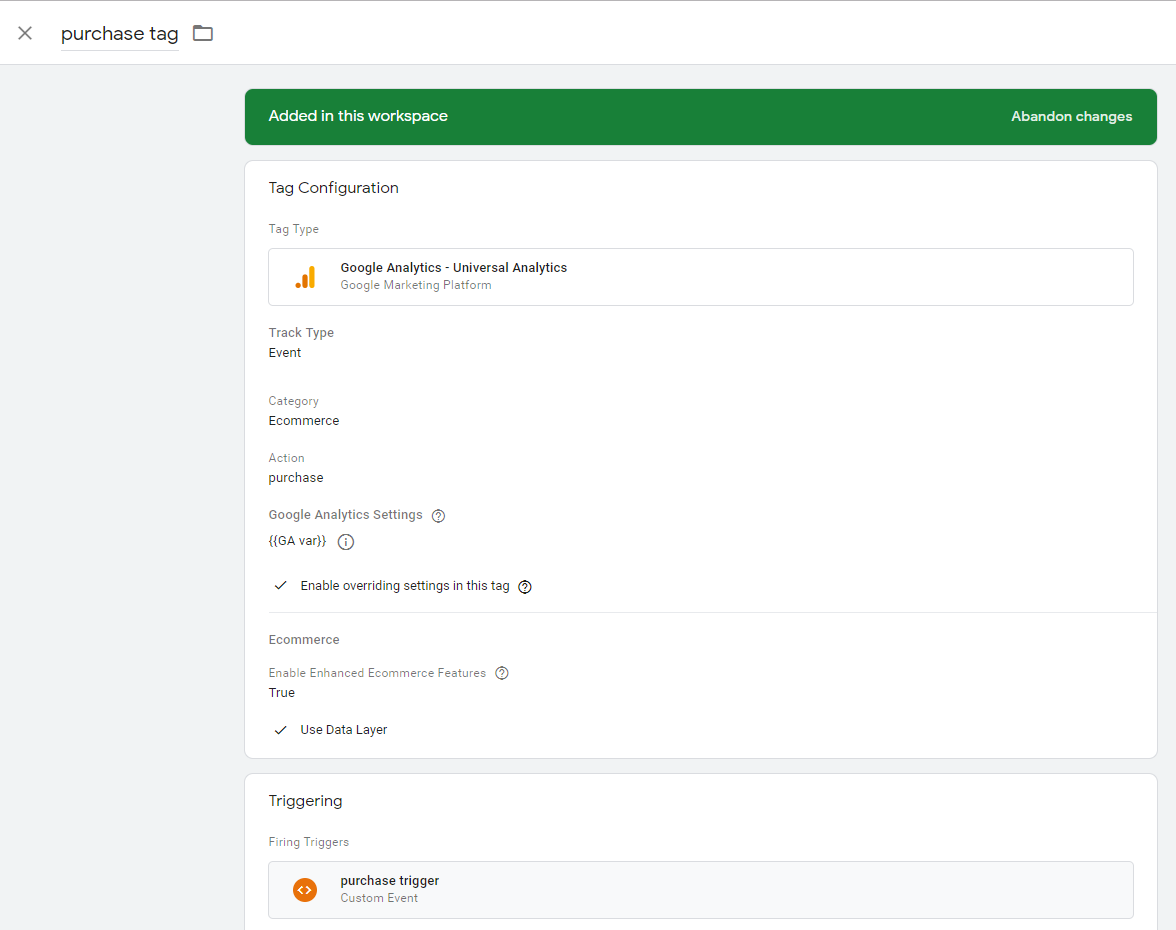 purchase tag
Added in this workspace
Abandon changes
Tag Configuration
Tag Type
Google Analytics - Universal Analytics
Google Marketing Platform
Track Type
Event
Category
Ecommerce
Action
purchase
Google Analytics Settings
{{GA var}}
Enable overriding settings in this tag
Ecommerce
Enable Enhanced Ecommerce Features
True
Use Data Layer
Triggering
Firing Triggers
purchase trigger
Custom Event